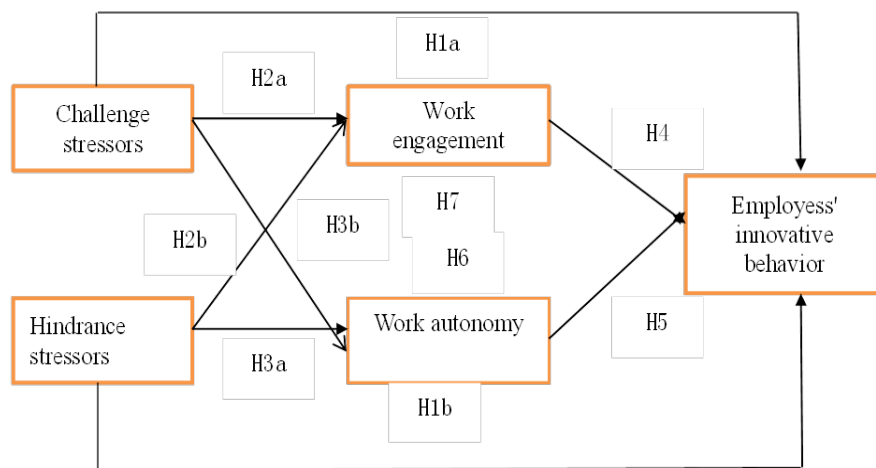 H1a
H2a
Challenge
stressors
Work
engagement
H4
H7
H2b
H3b
H6
Employess'
innovative
behavior
Hindrance
stressors
Work autonomy
H5
H3a
H1b